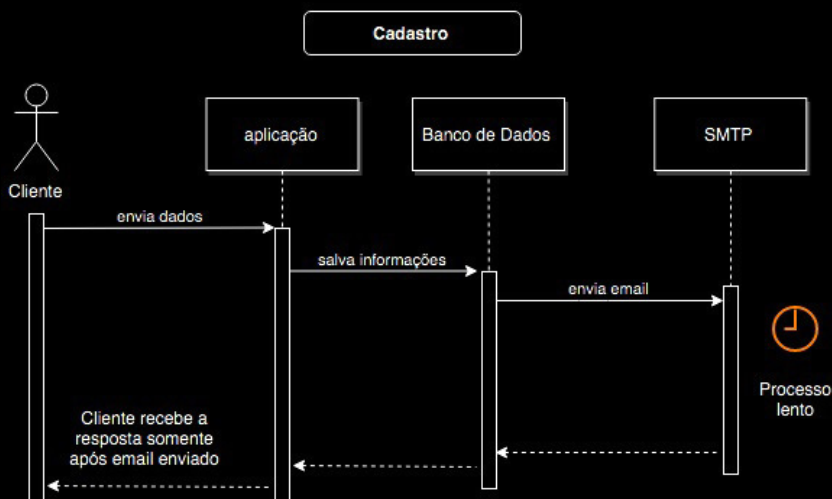 Cadastro
aplicação
Banco de Dados
SMTP
Cliente
envia dados
salva informações
envia email
Processo
lento
Cliente recebe a
resposta somente
após email enviado